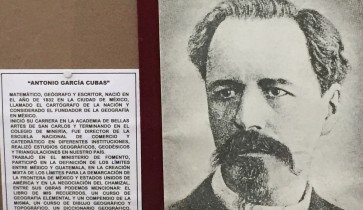 "ANTONIO GARCÍA CUBAS"
MATEMÁTICO, GEÓGRAFO Y ESCRITOR, NACIÓ EN
EL AÑO DE 1832 EN LA CIUDAD DE MÉXICO,
LLAMADO EL CARTÓGRAFO DE LA NACIÓN Y
CONSIDERADO EL FUNDADOR DE LA GEOGRAFÍA
EN MÉXICO.
INICIÓ SU CARRERA EN LA ACADEMIA DE BELLAS
ARTES DE SAN CARLOS Y TERMINANDO EN EL
COLEGIO DE MINERÍA, FUE DIRECTOR DE LA
ESCUELA NACIONAL DE COMERCIO Y
CATEDRÁTICO EN DIFERENTES INSTITUCIONES,
REALIZÓ ESTUDIOS GEOGRÁFICOS, GEODÉSICOS
Y TRIANGULACIONES EN NUESTRO PAÍS.
TRABAJÓ EN EL MINISTERIO DE FOMENTO,
PARTICIPÓ EN LA DEFINICIÓN DE LOS LÍMITES
ENTRE MÉXICO Y GUATEMALA, EN LA CREACIÓN
MIXTA DE LOS LÍMITES PARA LA DEMARCACIÓN DE
LA FRONTERA DE MÉXICO Y ESTADOS UNIDOS DE
AMÉRICA Y EN LA NEGOCIACIÓN DEL CHAMIZAL,
ENTRE SUS OBRAS PODEMOS MENCIONAR: EL
LIBRO DE MIS RECUERDOS, UN CURSO DE
GEOGRAFÍA ELEMENTAL Y UN COMPENDIO DE LA
MISMA, UN CURSO DE DIBUJO GEOGRÁFICO Y
TOPOGRÁFICO, UN DICCIONARIO GEOGRÁFICO,